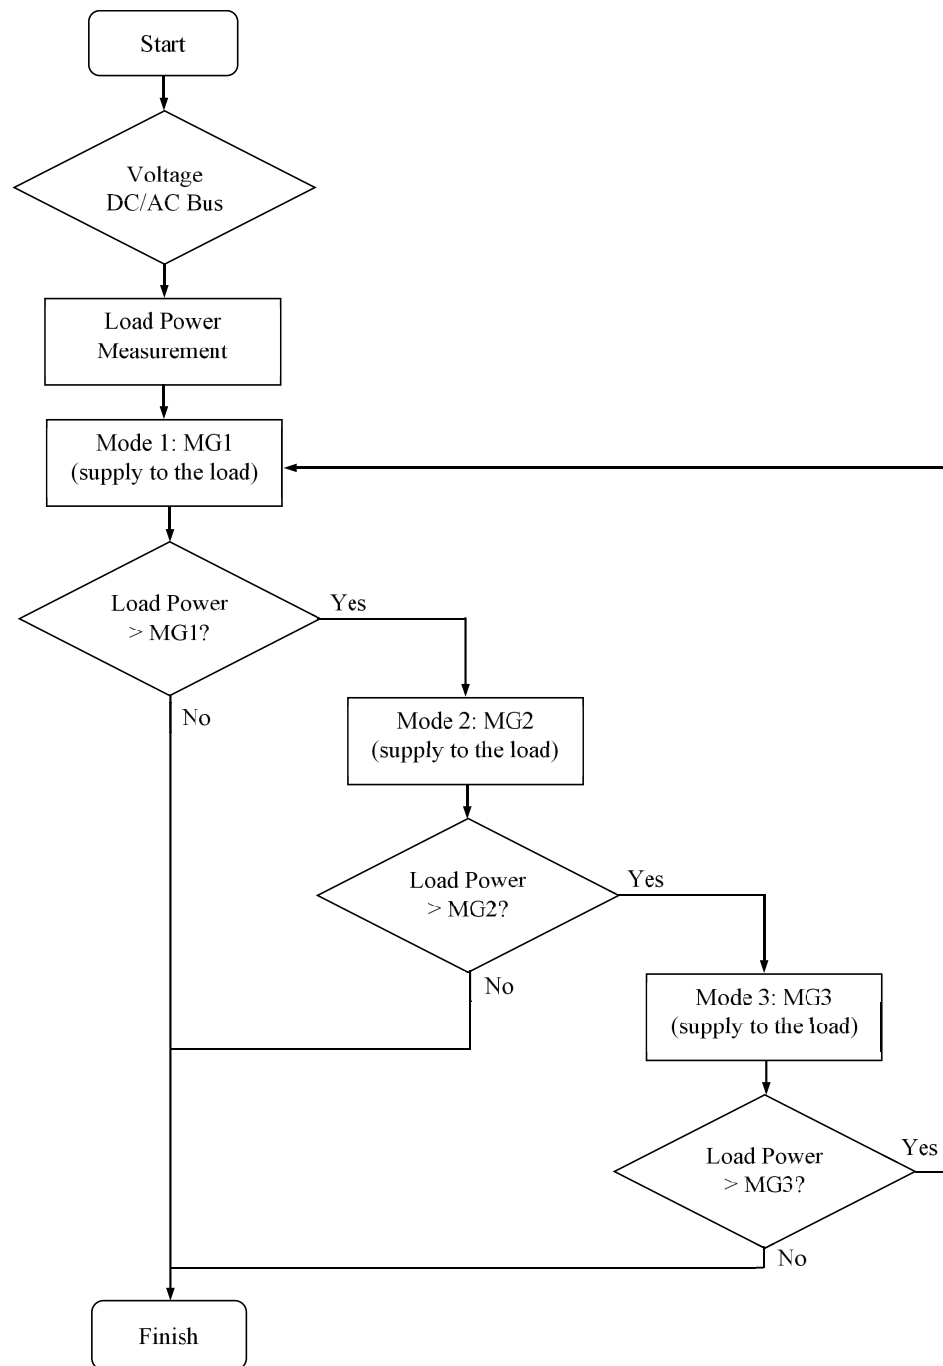 Start
Voltage
DC/AC Bus
Load Power
Measurement
Mode 1: MG1
(supply to the load)
Load Power
> MG1?
Yes
No
Mode 2: MG2
(supply to the load)
Load Power
> MG2?
Yes
No
Mode 3: MG3
(supply to the load)
Load Power
> MG3?
Yes
No
Finish